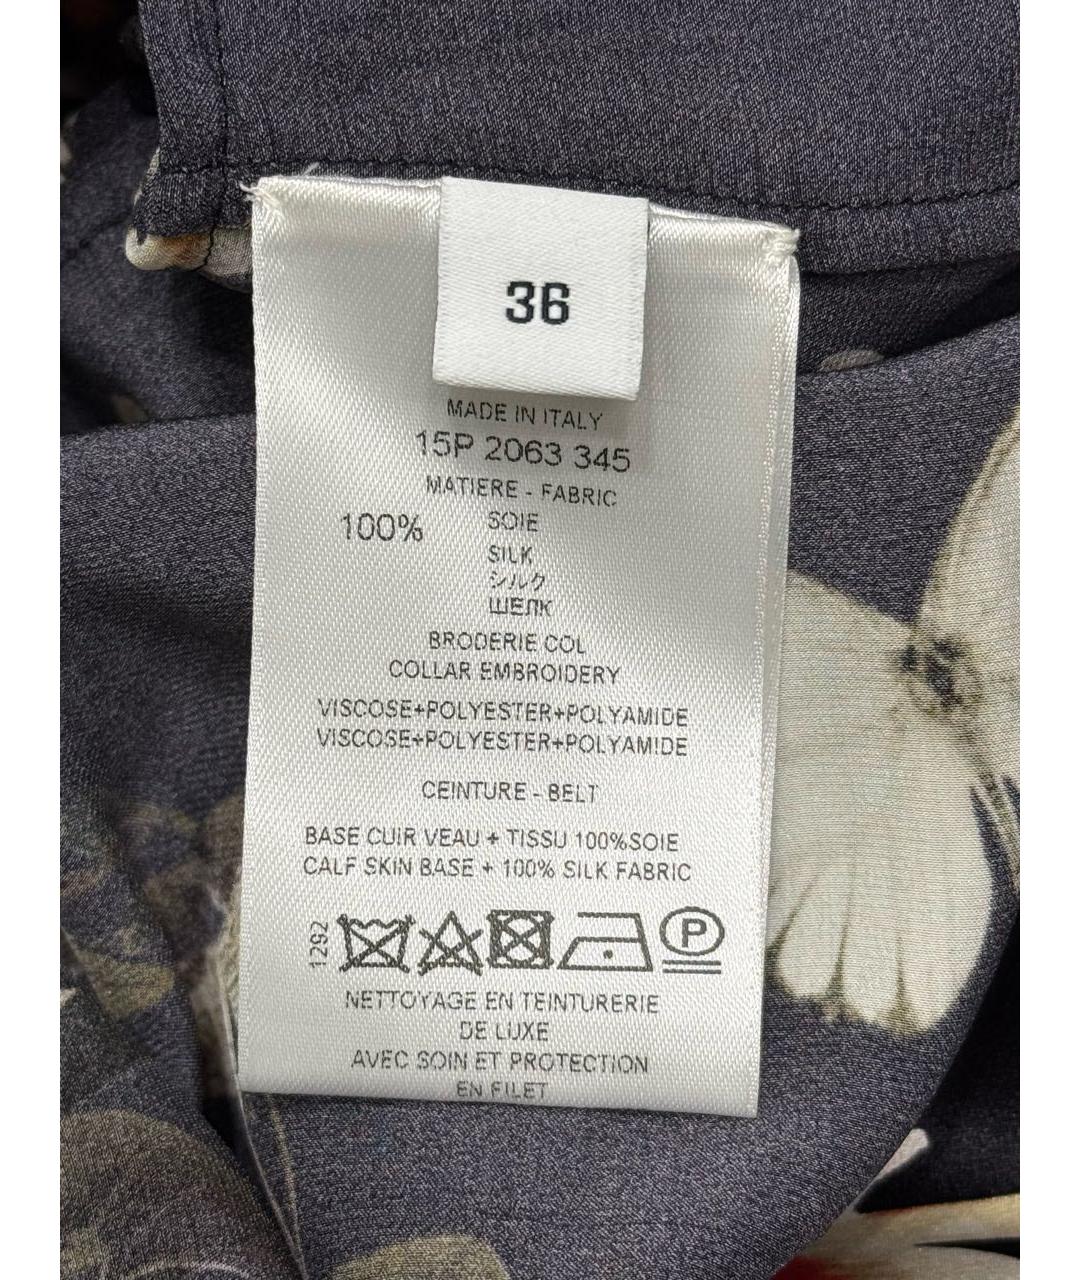 36
MADE IN ITALY
15P 2063 345
MATIERE - FABRIC
100% SOIE
SILK
シルク
ШЕЛК
BRODERIE COL
COLLAR EMBROIDERY
VISCOSE+POLYESTER+POLYAMIDE
VISCOSE+POLYESTER+POLYAMIDE
CEINTURE - BELT
BASE CUIR VEAU + TISSU 100%SOIE
CALF SKIN BASE + 100% SILK FABRIC
1292 P
NETTOYAGE EN TEINTURERIE
DE LUXE
AVEC SOIN ET PROTECTION
EN FILET